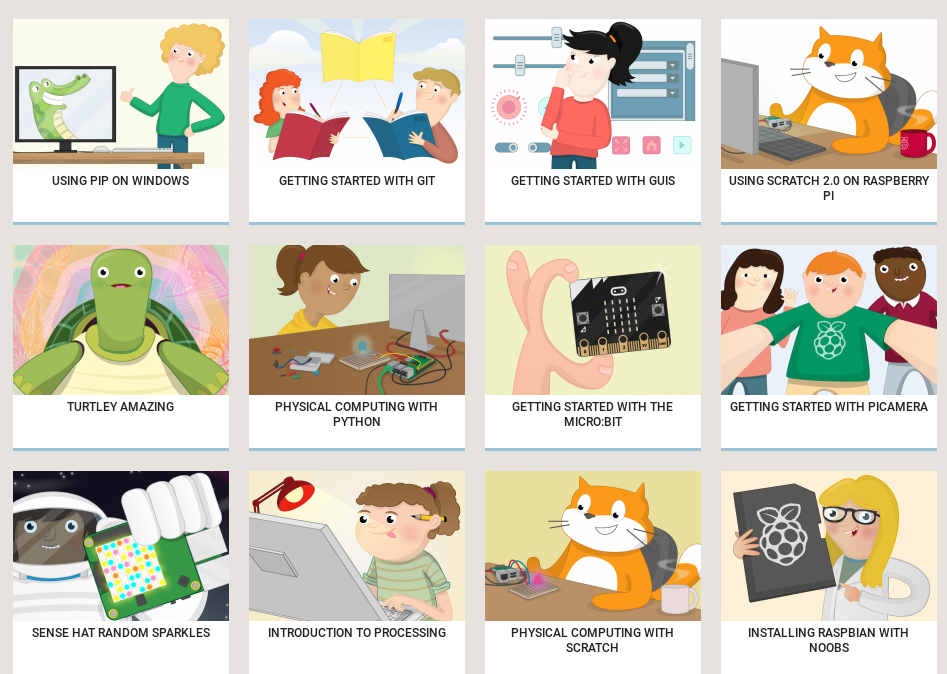 USING PIP ON WINDOWS
GETTING STARTED WITH GIT
GETTING STARTED WITH GUIS
USING SCRATCH 2.0 ON RASPBERRY
PI
TURTLEY AMAZING
PHYSICAL COMPUTING WITH
PYTHON
GETTING STARTED WITH THE
MICRO:BIT
GETTING STARTED WITH PICAMERA
SENSE HAT RANDOM SPARKLES
INTRODUCTION TO PROCESSING
PHYSICAL COMPUTING WITH
SCRATCH
INSTALLING RASPBIAN WITH
NOOBS